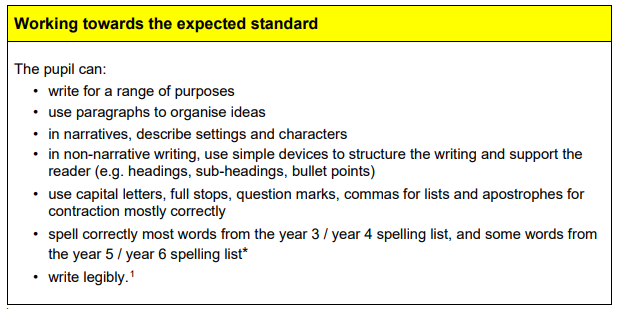 Working towards the expected standard
The pupil can:
• write for a range of purposes
• use paragraphs to organise ideas
• in narratives, describe settings and characters
• in non-narrative writing, use simple devices to structure the writing and support the
reader (e.g. headings, sub-headings, bullet points)
• use capital letters, full stops, question marks, commas for lists and apostrophes for
contraction mostly correctly
• spell correctly most words from the year 3 / year 4 spelling list, and some words from
the year 5 / year 6 spelling list*
• write legibly.¹